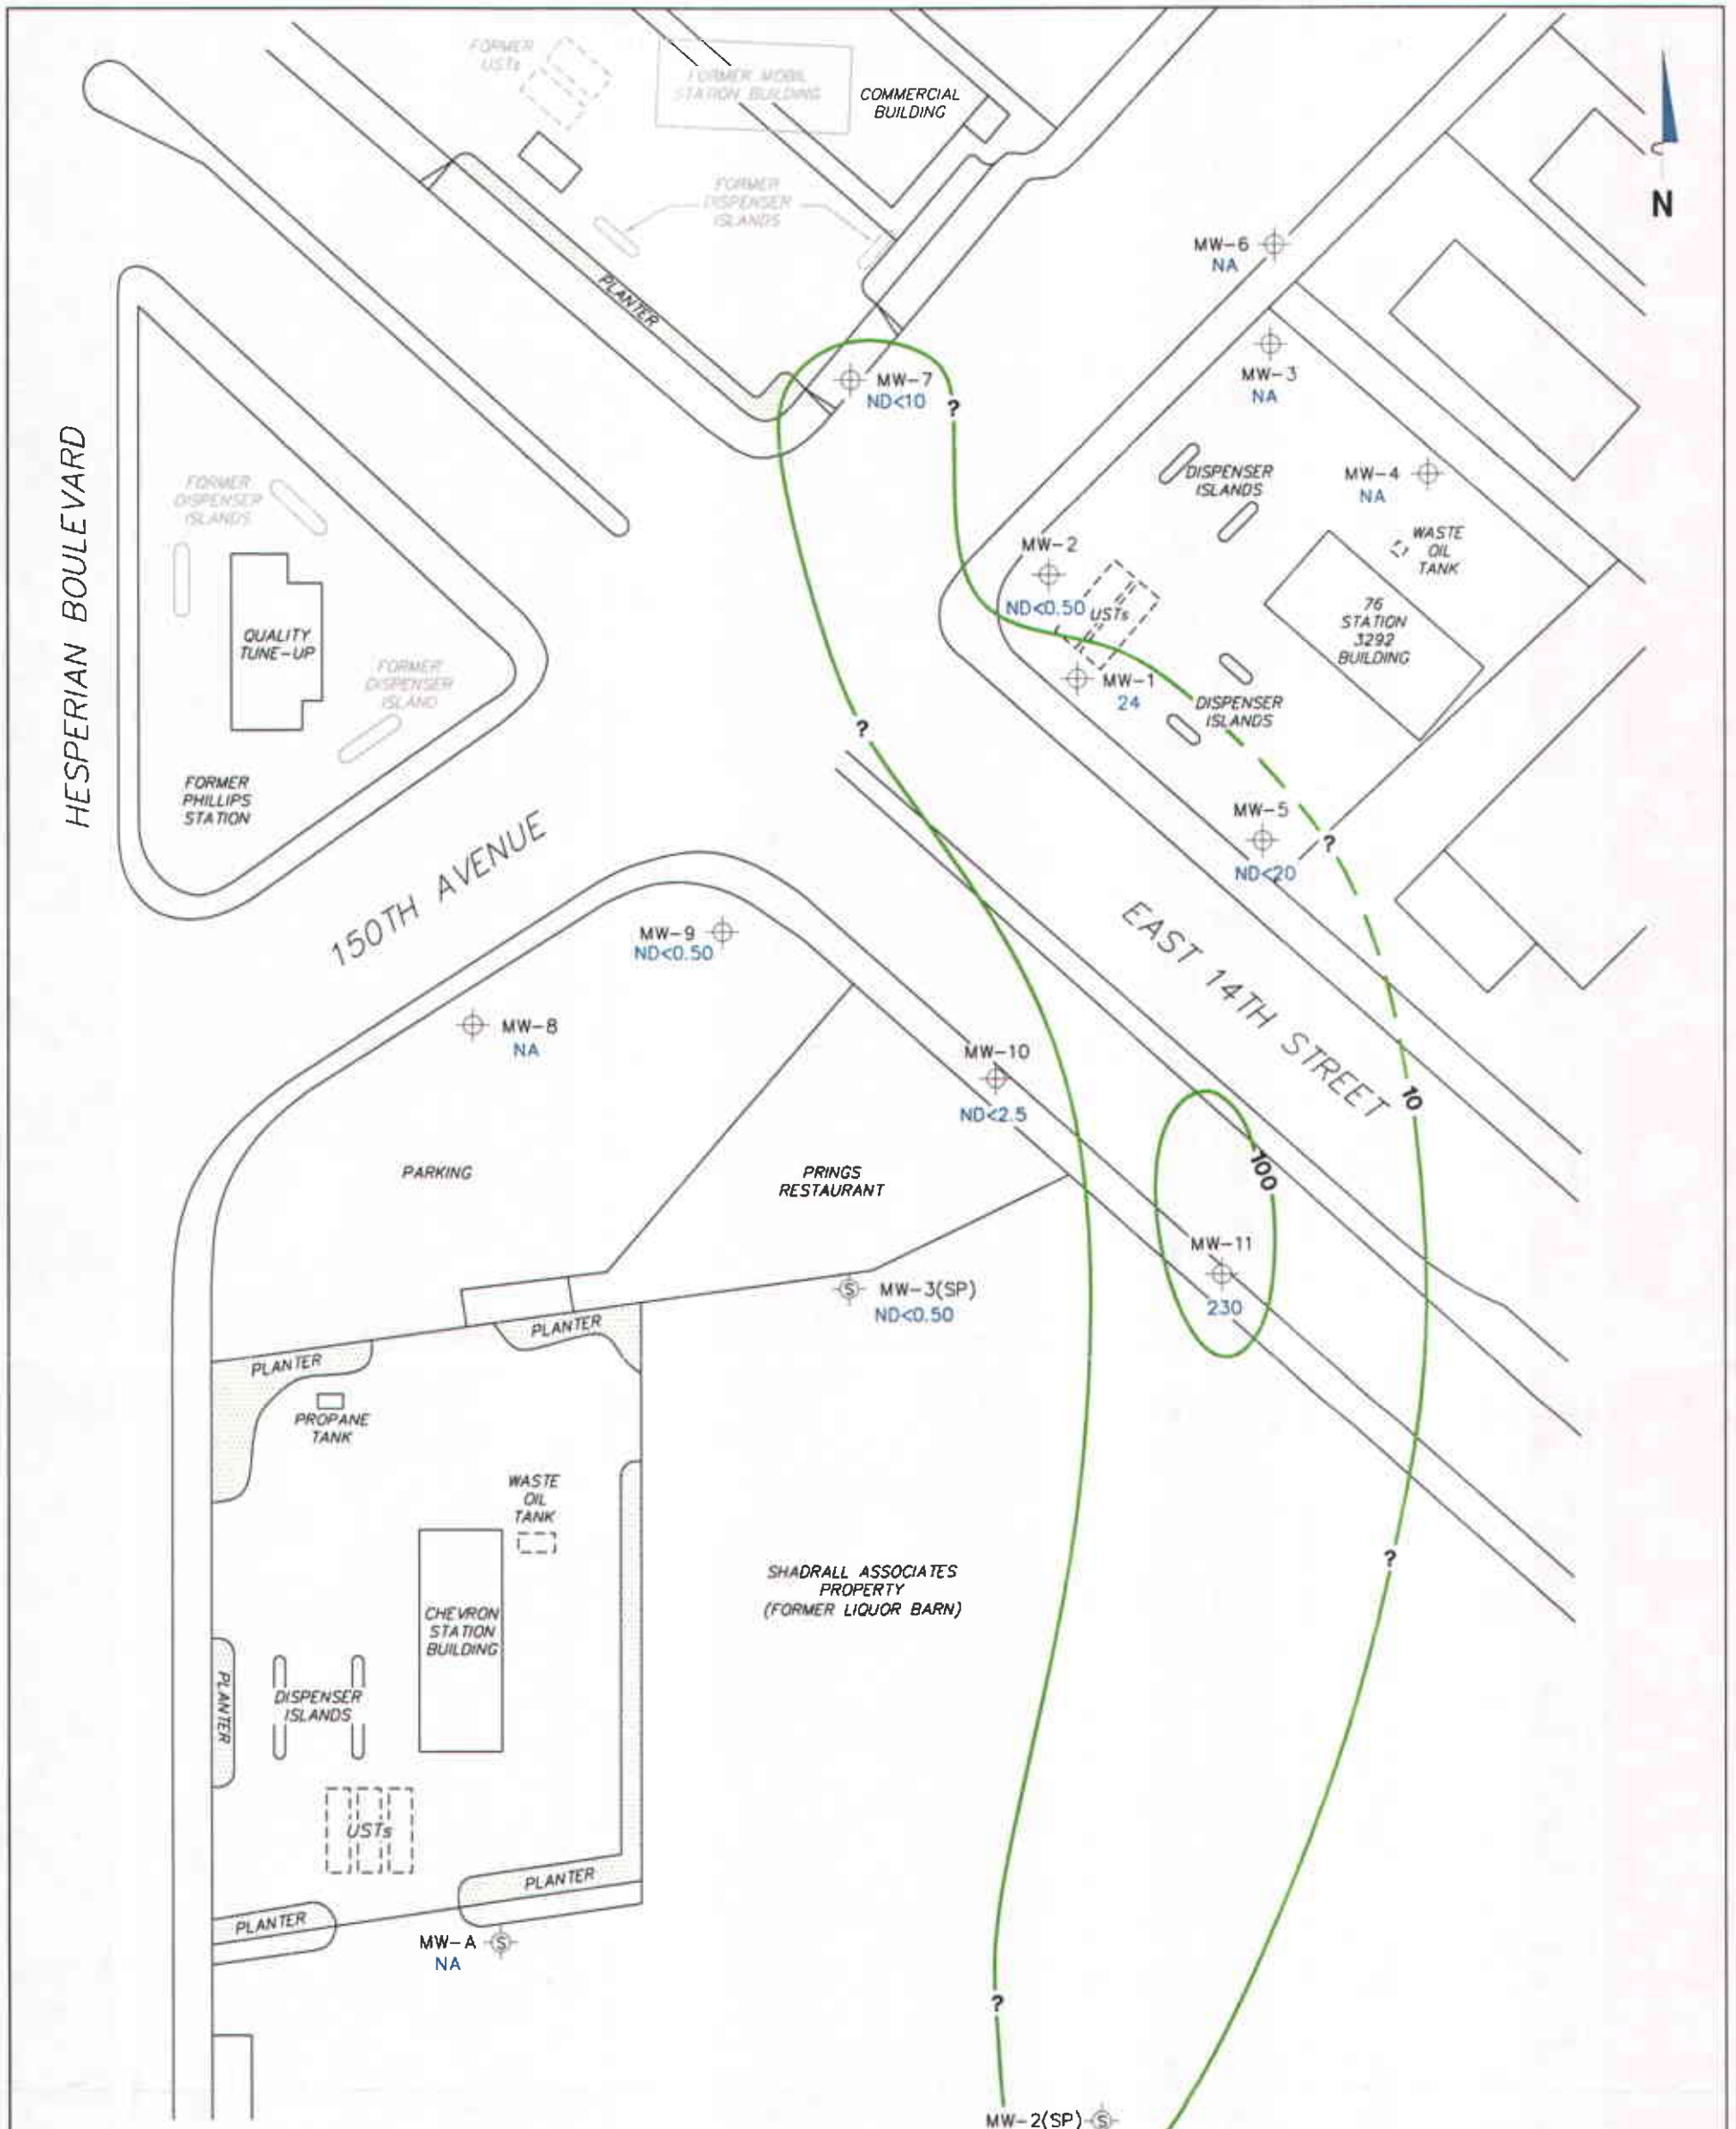 FORMER
USTs
FORMER MOBIL
STATION BUILDING
COMMERCIAL
BUILDING
FORMER
DISPENSER
ISLANDS
N
MW-6
NA
PLANTER
MW-3
NA
MW-7
ND<10
?
HESPERIAN BOULEVARD
FORMER
DISPENSER
ISLANDS
DISPENSER
ISLANDS
MW-4
NA
WASTE
OIL
TANK
MW-2
ND<0.50
USTs
76
STATION
3292
BUILDING
QUALITY
TUNE-UP
FORMER
DISPENSER
ISLAND
MW-1
24
DISPENSER
ISLANDS
?
FORMER
PHILLIPS
STATION
MW-5
ND<20
?
150TH AVENUE
EAST 14TH STREET
MW-9
ND<0.50
MW-8
NA
MW-10
ND<2.5
10
PARKING
PRINGS
RESTAURANT
100
MW-11
230
S
MW-3(SP)
ND<0.50
PLANTER
PLANTER
PROPANE
TANK
WASTE
OIL
TANK
?
SHADRALL ASSOCIATES
PROPERTY
(FORMER LIQUOR BARN)
CHEVRON
STATION
BUILDING
PLANTER
DISPENSER
ISLANDS
USTs
PLANTER
PLANTER
MW-A
S
NA
?
MW-2(SP)
S